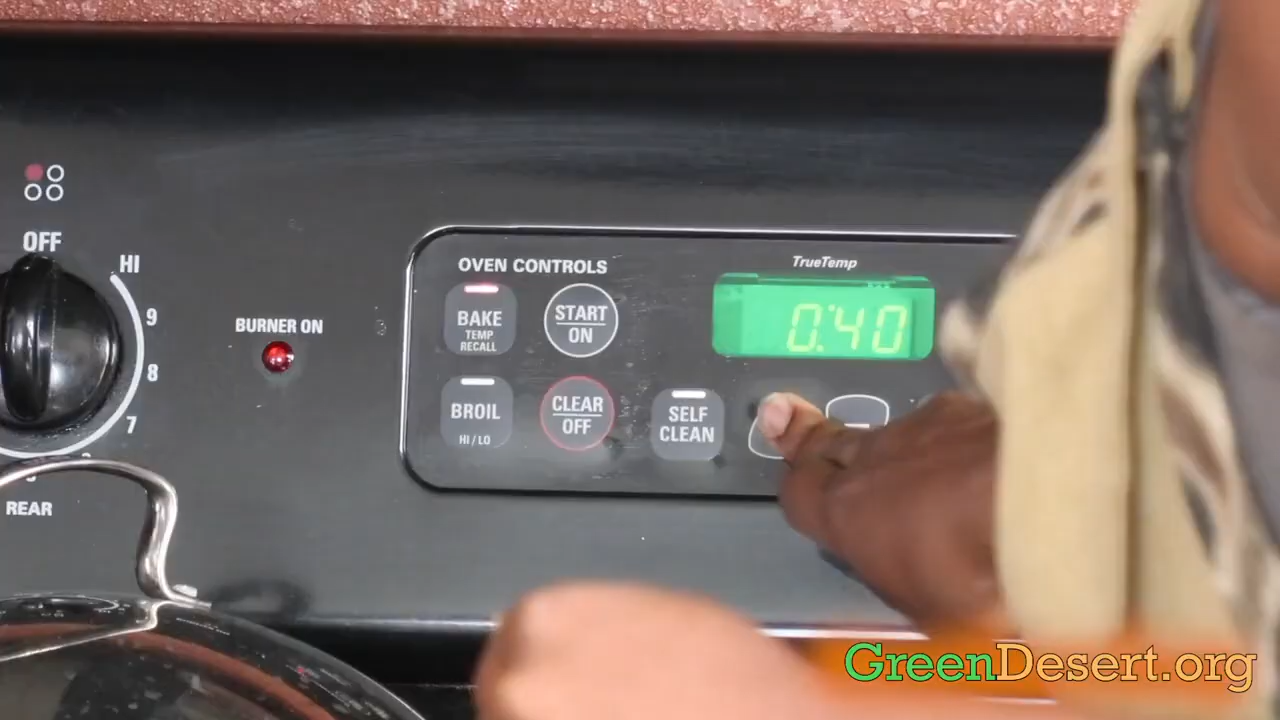 OFF
HI
9
8
7
REAR
BURNER ON
OVEN CONTROLS
BAKE
TEMP
RECALL
START
ON
BROIL
HI / LO
CLEAR
OFF
SELF
CLEAN
TrueTemp
0:40
GreenDesert.org